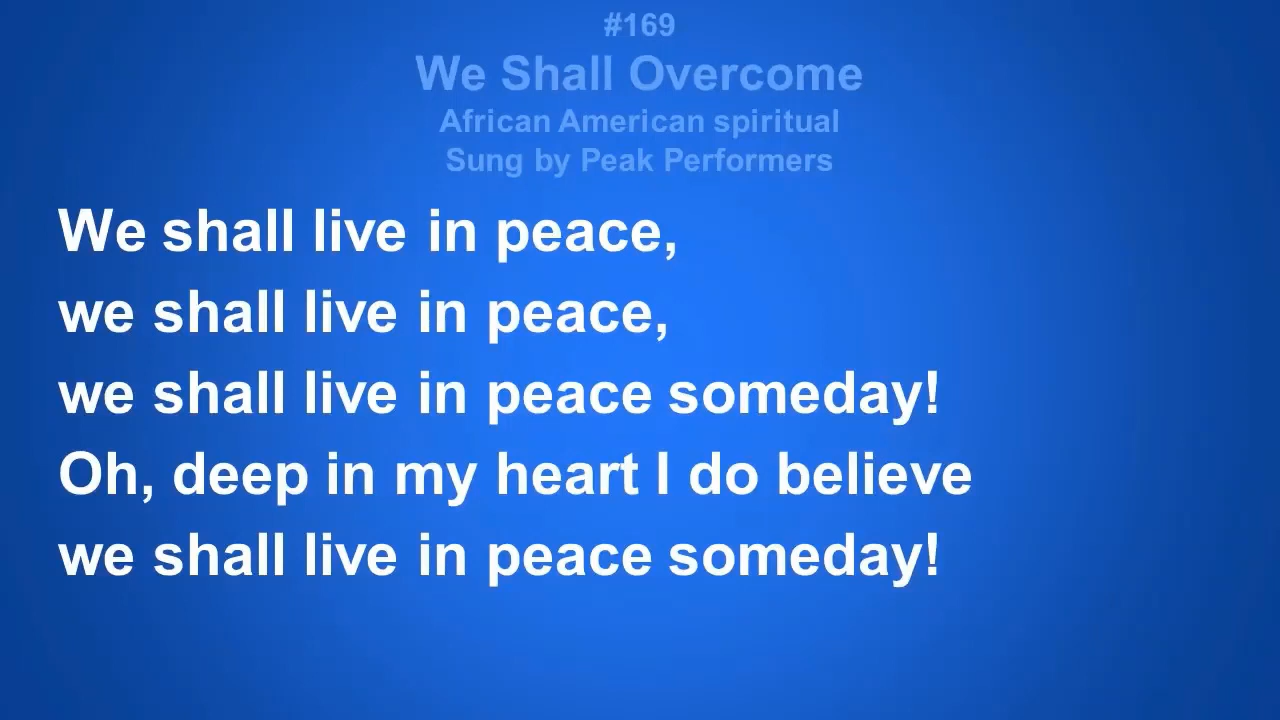 #169
We Shall Overcome
African American spiritual
Sung by Peak Performers
We shall live in peace,
we shall live in peace,
we shall live in peace someday!
Oh, deep in my heart I do believe
we shall live in peace someday!